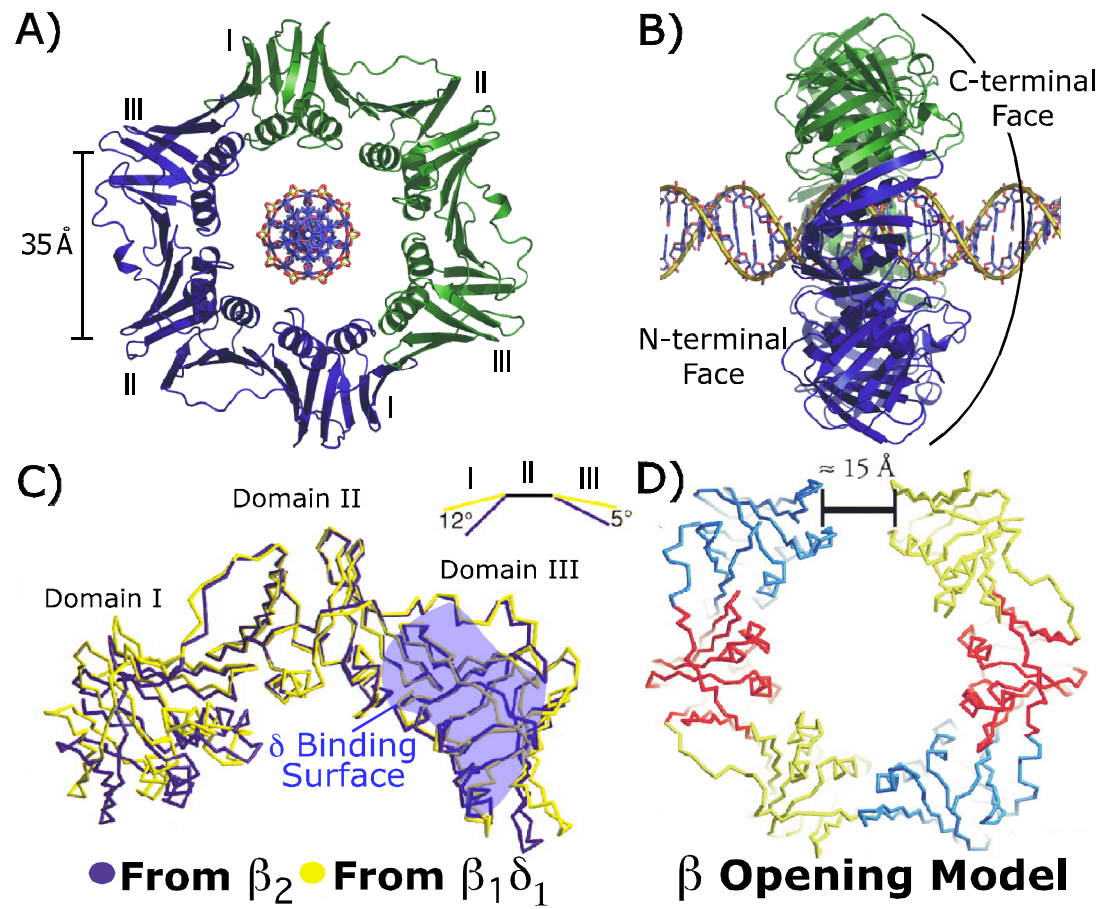 A)
I
II
III
35 Å
II
III
I
B)
C-terminal
Face
N-terminal
Face
C)
Domain II
I II III
12° 5°
Domain I
Domain III
δ Binding
Surface
From β2 From β1δ1
D)
≈ 15 Å
β Opening Model